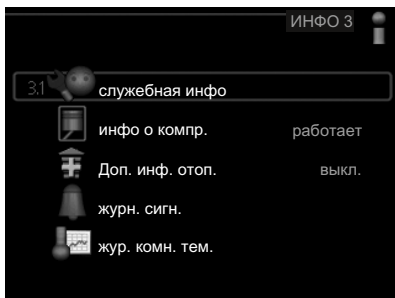 ИНФО 3
3.1 служебная инфо
инфо о компр. работает
Доп. инф. отоп. выкл.
журн. сигн.
жур. комн. тем.